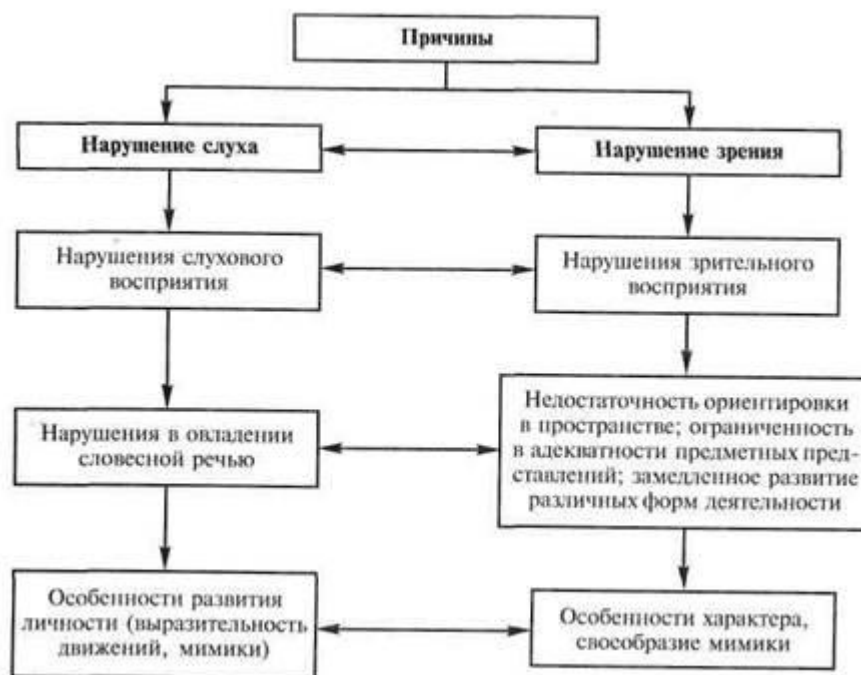 Причины
Нарушение слуха
Нарушение зрения
Нарушения слухового
восприятия
Нарушения зрительного
восприятия
Нарушения в овладении
словесной речью
Недостаточность ориентировки
в пространстве; ограниченность
в адекватности предметных пред-
ставлений; замедленное развитие
различных форм деятельности
Особенности развития
личности (выразительность
движений, мимики)
Особенности характера,
своеобразие мимики